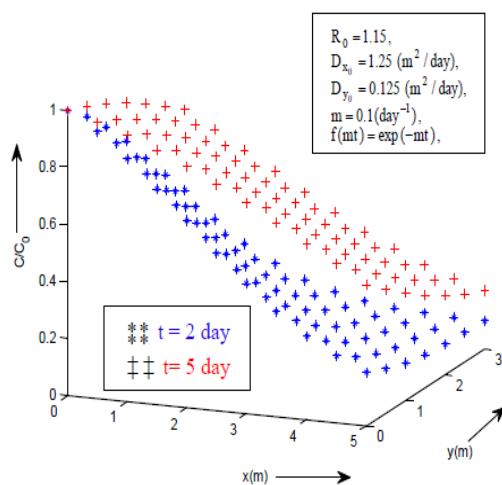 R₀ = 1.15,
Dₓ₀ = 1.25 (m²/day),
D_y₀ = 0.125 (m²/day),
m = 0.1(day⁻¹)
f(mt) = exp(−mt),
1
0.8
0.6
0.4
0.2
0
C/C₀
** t = 2 day
‡‡ t= 5 day
0
1
2
3
4
5
x(m)
0
1
2
3
y(m)